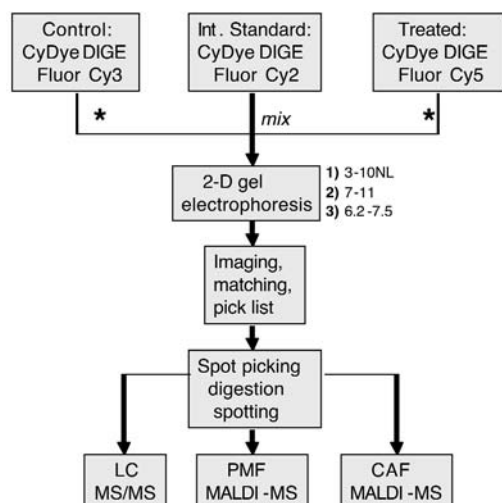 Control:
CyDye DIGE
Fluor Cy3
Int. Standard:
CyDye DIGE
Fluor Cy2
Treated:
CyDye DIGE
Fluor Cy5
* mix *
2-D gel
electrophoresis
1) 3-10NL
2) 7-11
3) 6.2-7.5
Imaging,
matching,
pick list
Spot picking
digestion
spotting
LC
MS/MS
PMF
MALDI-MS
CAF
MALDI-MS